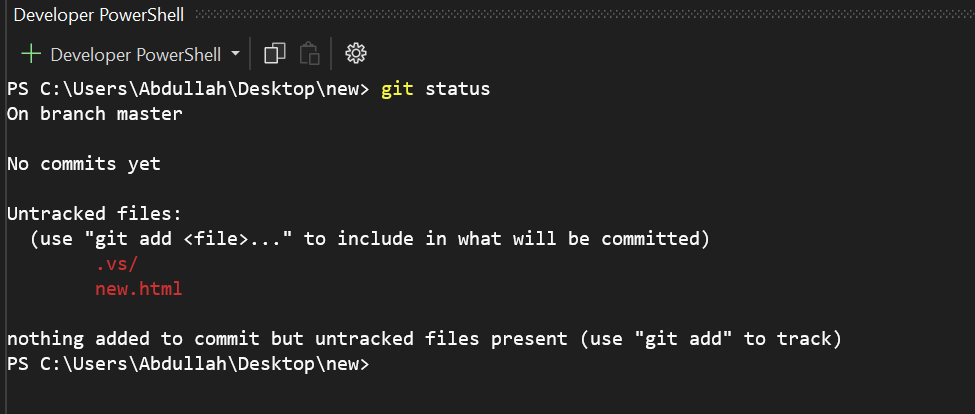 Developer PowerShell
Developer PowerShell
PS C:\Users\Abdullah\Desktop\new> git status
On branch master
No commits yet
Untracked files:
(use "git add <file>..." to include in what will be committed)
.vs/
new.html
nothing added to commit but untracked files present (use "git add" to track)
PS C:\Users\Abdullah\Desktop\new>